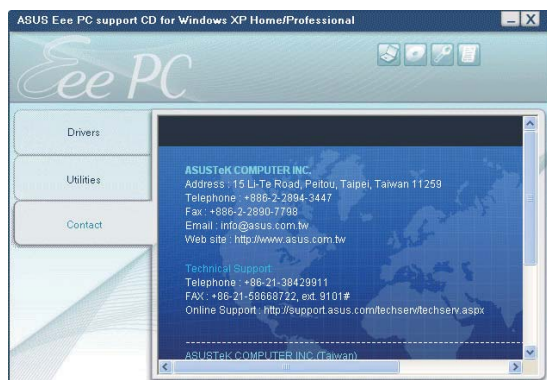 ASUS Eee PC support CD for Windows XP Home/Professional
Eee PC
Drivers
Utilities
Contact
ASUSTeK COMPUTER INC.
Address : 15 Li-Te Road, Peitou, Taipei, Taiwan 11259
Telephone : +886-2-2894-3447
Fax : +886-2-2890-7798
Email : info@asus.com.tw
Web site : http://www.asus.com.tw
Technical Support
Telephone : +86-21-38429911
FAX : +86-21-58668722, ext. 9101#
Online Support : http://support.asus.com/techserv/techserv.aspx
ASUSTeK COMPUTER INC.(Taiwan)